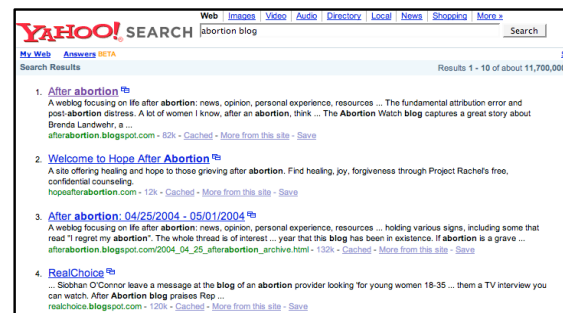 Web | Images | Video | Audio | Directory | Local | News | Shopping | More »
YAHOO! SEARCH abortion blog Search
My Web Answers BETA
Search Results Results 1 - 10 of about 11,700,000
1. After abortion
A weblog focusing on life after abortion: news, opinion, personal experience, resources ... The fundamental attribution error and
post-abortion distress. A lot of women I know, after an abortion, think ... The Abortion Watch blog captures a great story about
Brenda Landwehr, a ...
afterabortion.blogspot.com - 82k - Cached - More from this site - Save
2. Welcome to Hope After Abortion
A site offering healing and hope to those grieving after abortion. Find healing, joy, forgiveness through Project Rachel's free,
confidential counseling.
hopeafterabortion.com - 12k - Cached - More from this site - Save
3. After abortion: 04/25/2004 - 05/01/2004
A weblog focusing on life after abortion: news, opinion, personal experience, resources ... holding various signs, including some that
read "I regret my abortion". The whole thread is of interest ... year that this blog has been in existence. If abortion is a grave ...
afterabortion.blogspot.com/2004_04_25_afterabortion_archive.html - 132k - Cached - More from this site - Save
4. RealChoice
... Siobhan O'Connor leave a message at the blog of an abortion provider looking 'for young women 18-35 ... them a TV interview you
can watch. After Abortion blog praises Rep ...
realchoice.blogspot.com - 120k - Cached - More from this site - Save